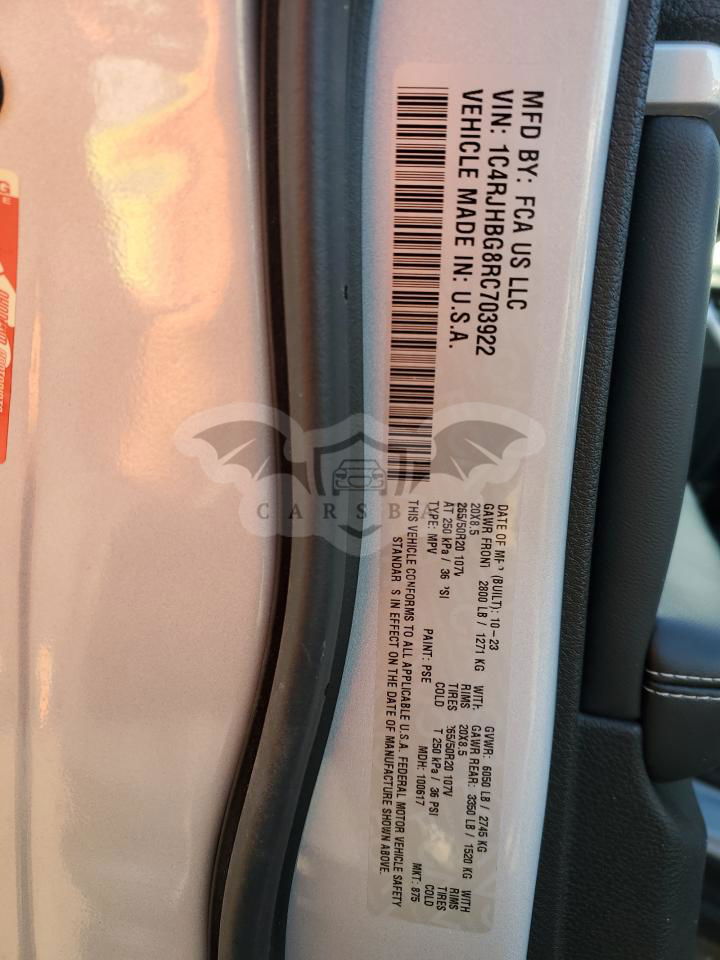 MFD BY: FCA US LLC
VIN: 1C4RJHBG8RC703922
VEHICLE MADE IN: U.S.A.
DATE OF MFR (BUILT): 10-23 GVWR: 6050 LB / 2745 KG
GAWR FRONT 2800 LB / 1271 KG WITH GAWR REAR: 3350 LB / 1520 KG WITH
20X8.5 RIMS 20X8.5 RIMS
265/50R20 107V TIRES 265/50R20 107V TIRES
AT 250 kPa / 36 PSI COLD AT 250 kPa / 36 PSI COLD
TYPE: MPV PAINT: PSE MDH: 100617 MKT: 875
THIS VEHICLE CONFORMS TO ALL APPLICABLE U.S.A. FEDERAL MOTOR VEHICLE SAFETY
STANDARDS IN EFFECT ON THE DATE OF MANUFACTURE SHOWN ABOVE.